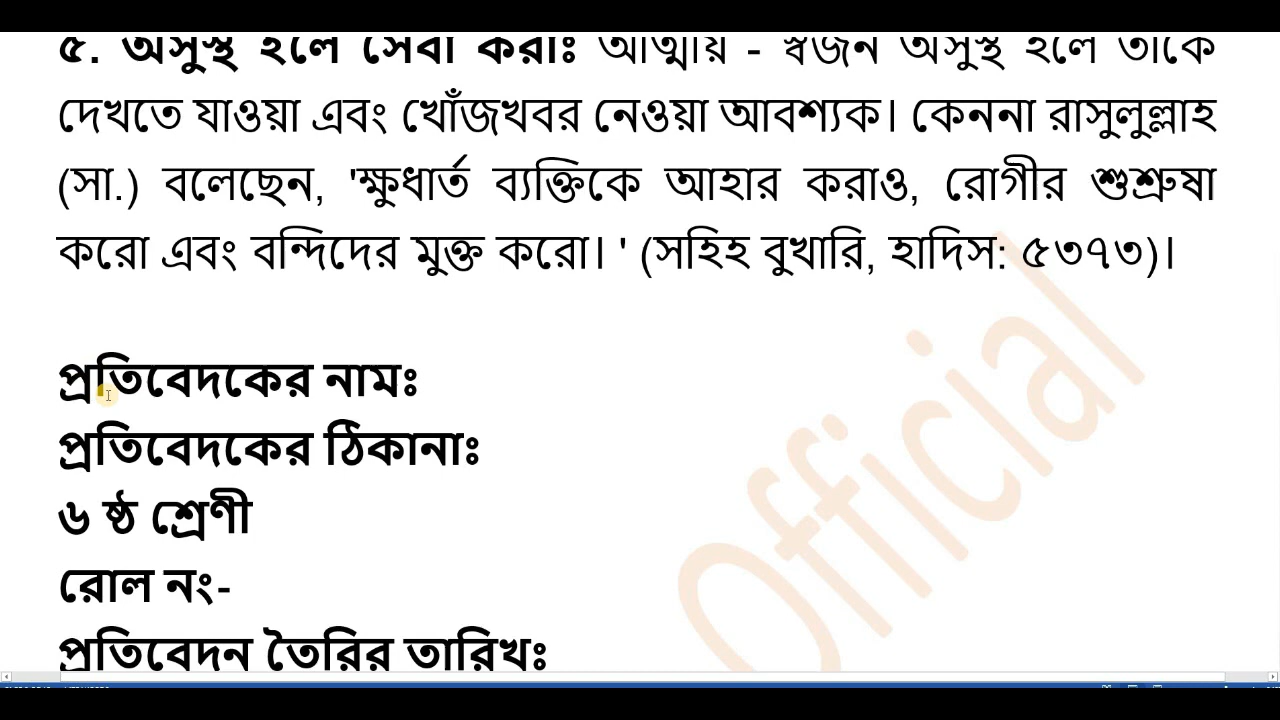 ৫. অসুস্থ হলে সেবা করাঃ আত্মীয় - স্বজন অসুস্থ হলে তাকে
দেখতে যাওয়া এবং খোঁজখবর নেওয়া আবশ্যক। কেননা রাসুলুল্লাহ
(সা.) বলেছেন, 'ক্ষুধার্ত ব্যক্তিকে আহার করাও, রোগীর শুশ্রুষা
করো এবং বন্দিদের মুক্ত করো। ' (সহিহ বুখারি, হাদিস: ৫৩৭৩)।
প্রতিবেদকের নামঃ
প্রতিবেদকের ঠিকানাঃ
৬ ষ্ঠ শ্রেণী
রোল নং-
প্রতিবেদন তৈরির তারিখঃ
Official